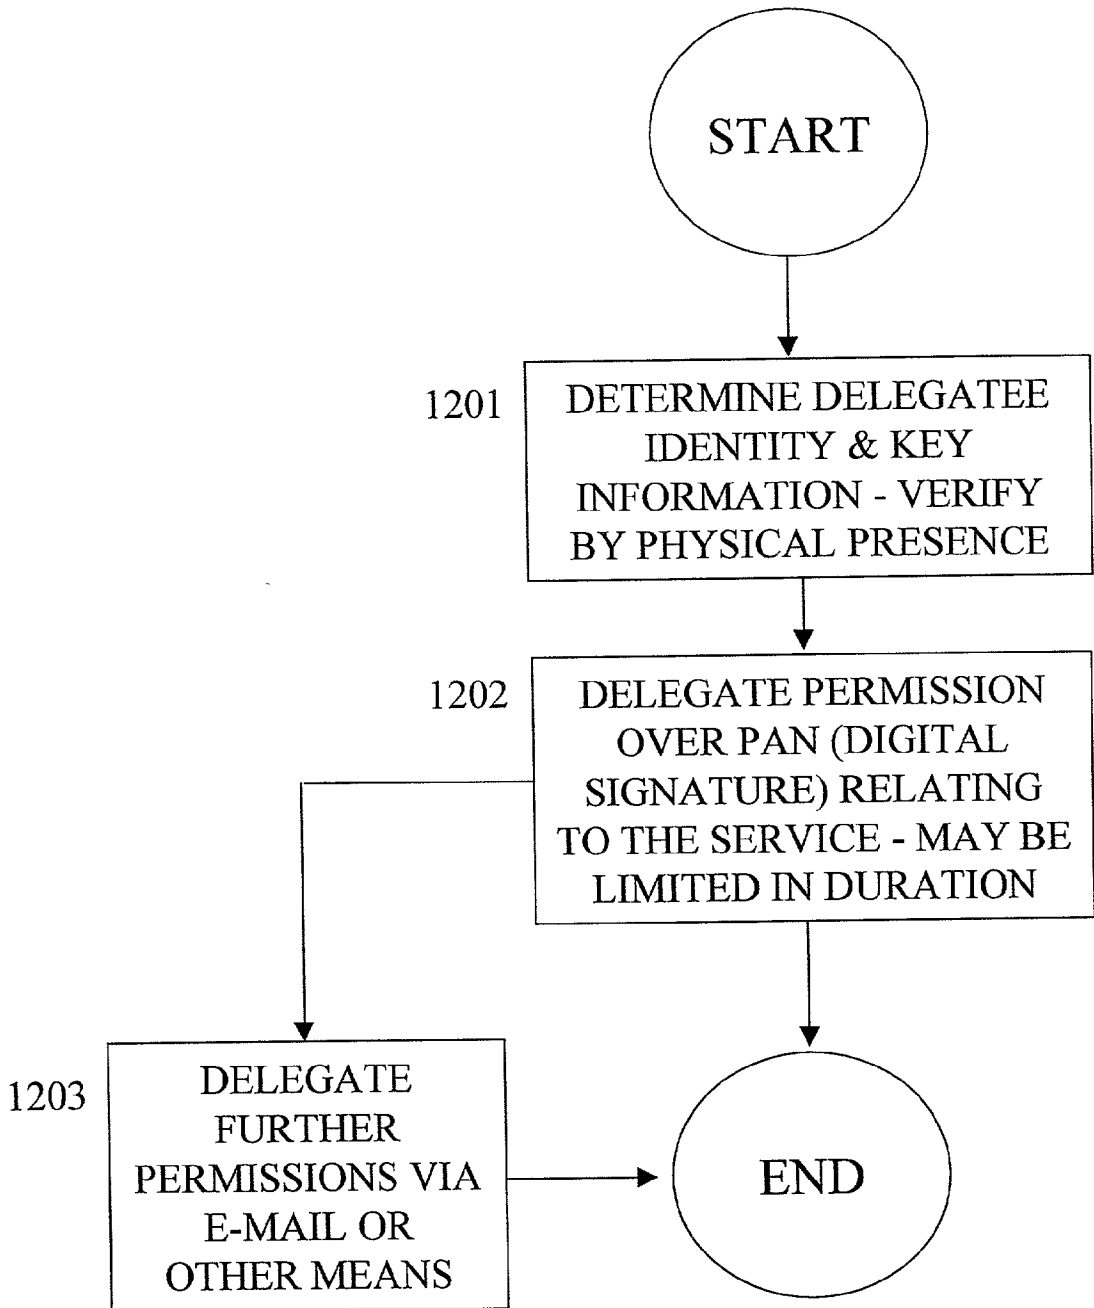 START
1201
DETERMINE DELEGATEE
IDENTITY & KEY
INFORMATION - VERIFY
BY PHYSICAL PRESENCE
1202
DELEGATE PERMISSION
OVER PAN (DIGITAL
SIGNATURE) RELATING
TO THE SERVICE - MAY BE
LIMITED IN DURATION
1203
DELEGATE
FURTHER
PERMISSIONS VIA
E-MAIL OR
OTHER MEANS
END